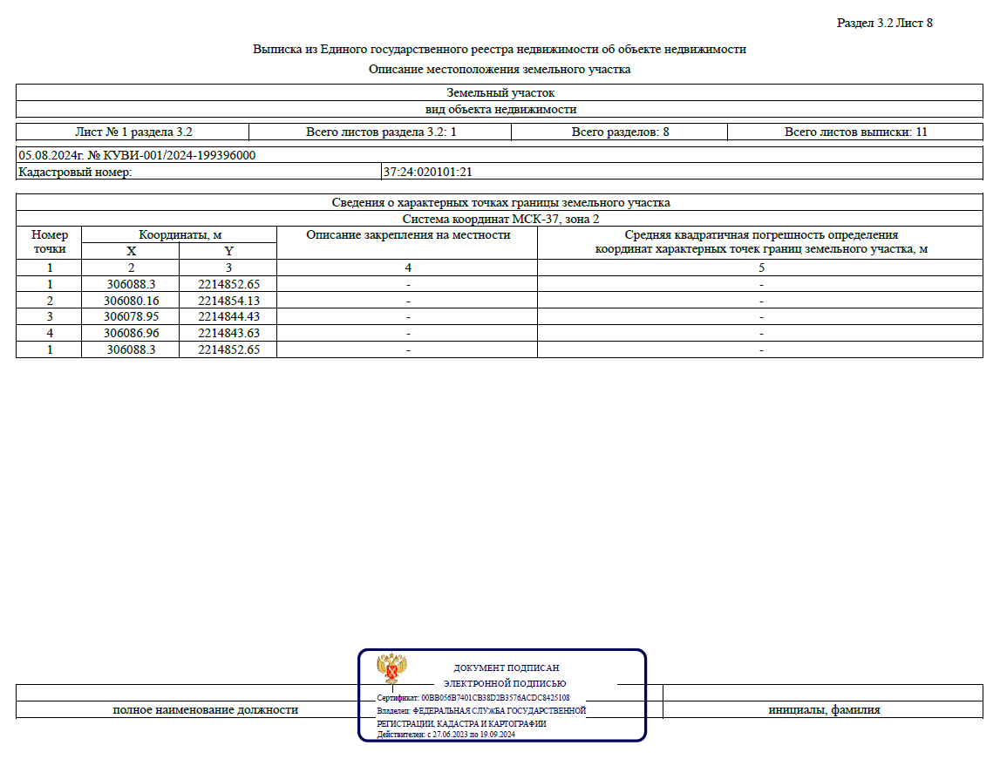 Раздел 3.2 Лист 8
Выписка из Единого государственного реестра недвижимости об объекте недвижимости
Описание местоположения земельного участка
Земельный участок
вид объекта недвижимости
Лист № 1 раздела 3.2 Всего листов раздела 3.2: 1 Всего разделов: 8 Всего листов выписки: 11
05.08.2024г. № КУВИ-001/2024-199396000
Кадастровый номер: 37:24:020101:21
Сведения о характерных точках границы земельного участка
Система координат МСК-37, зона 2
Номер точки Координаты, м Описание закрепления на местности Средняя квадратичная погрешность определения координат характерных точек границ земельного участка, м
X Y
1 2 3 4 5
1 306088.3 2214852.65 - -
2 306080.16 2214854.13 - -
3 306078.95 2214844.43 - -
4 306086.96 2214843.63 - -
1 306088.3 2214852.65 - -
ДОКУМЕНТ ПОДПИСАН
ЭЛЕКТРОННОЙ ПОДПИСЬЮ
Сертификат: 00BB056B7401CB38D2B3576ACDC8425108
Владелец: ФЕДЕРАЛЬНАЯ СЛУЖБА ГОСУДАРСТВЕННОЙ
РЕГИСТРАЦИИ, КАДАСТРА И КАРТОГРАФИИ
Действителен: с 27.06.2023 по 19.09.2024
полное наименование должности инициалы, фамилия